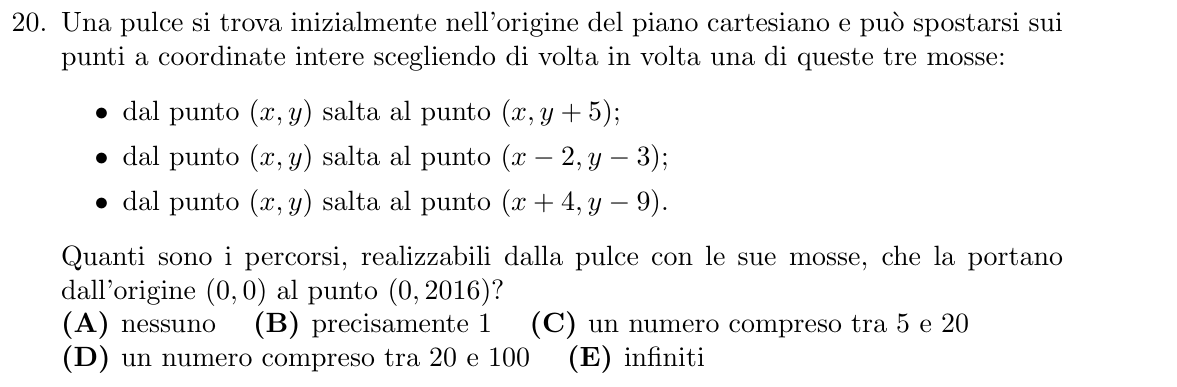 20. Una pulce si trova inizialmente nell'origine del piano cartesiano e può spostarsi sui
punti a coordinate intere scegliendo di volta in volta una di queste tre mosse:
• dal punto (x, y) salta al punto (x, y + 5);
• dal punto (x, y) salta al punto (x − 2, y − 3);
• dal punto (x, y) salta al punto (x + 4, y − 9).
Quanti sono i percorsi, realizzabili dalla pulce con le sue mosse, che la portano
dall'origine (0, 0) al punto (0, 2016)?
(A) nessuno (B) precisamente 1 (C) un numero compreso tra 5 e 20
(D) un numero compreso tra 20 e 100 (E) infiniti